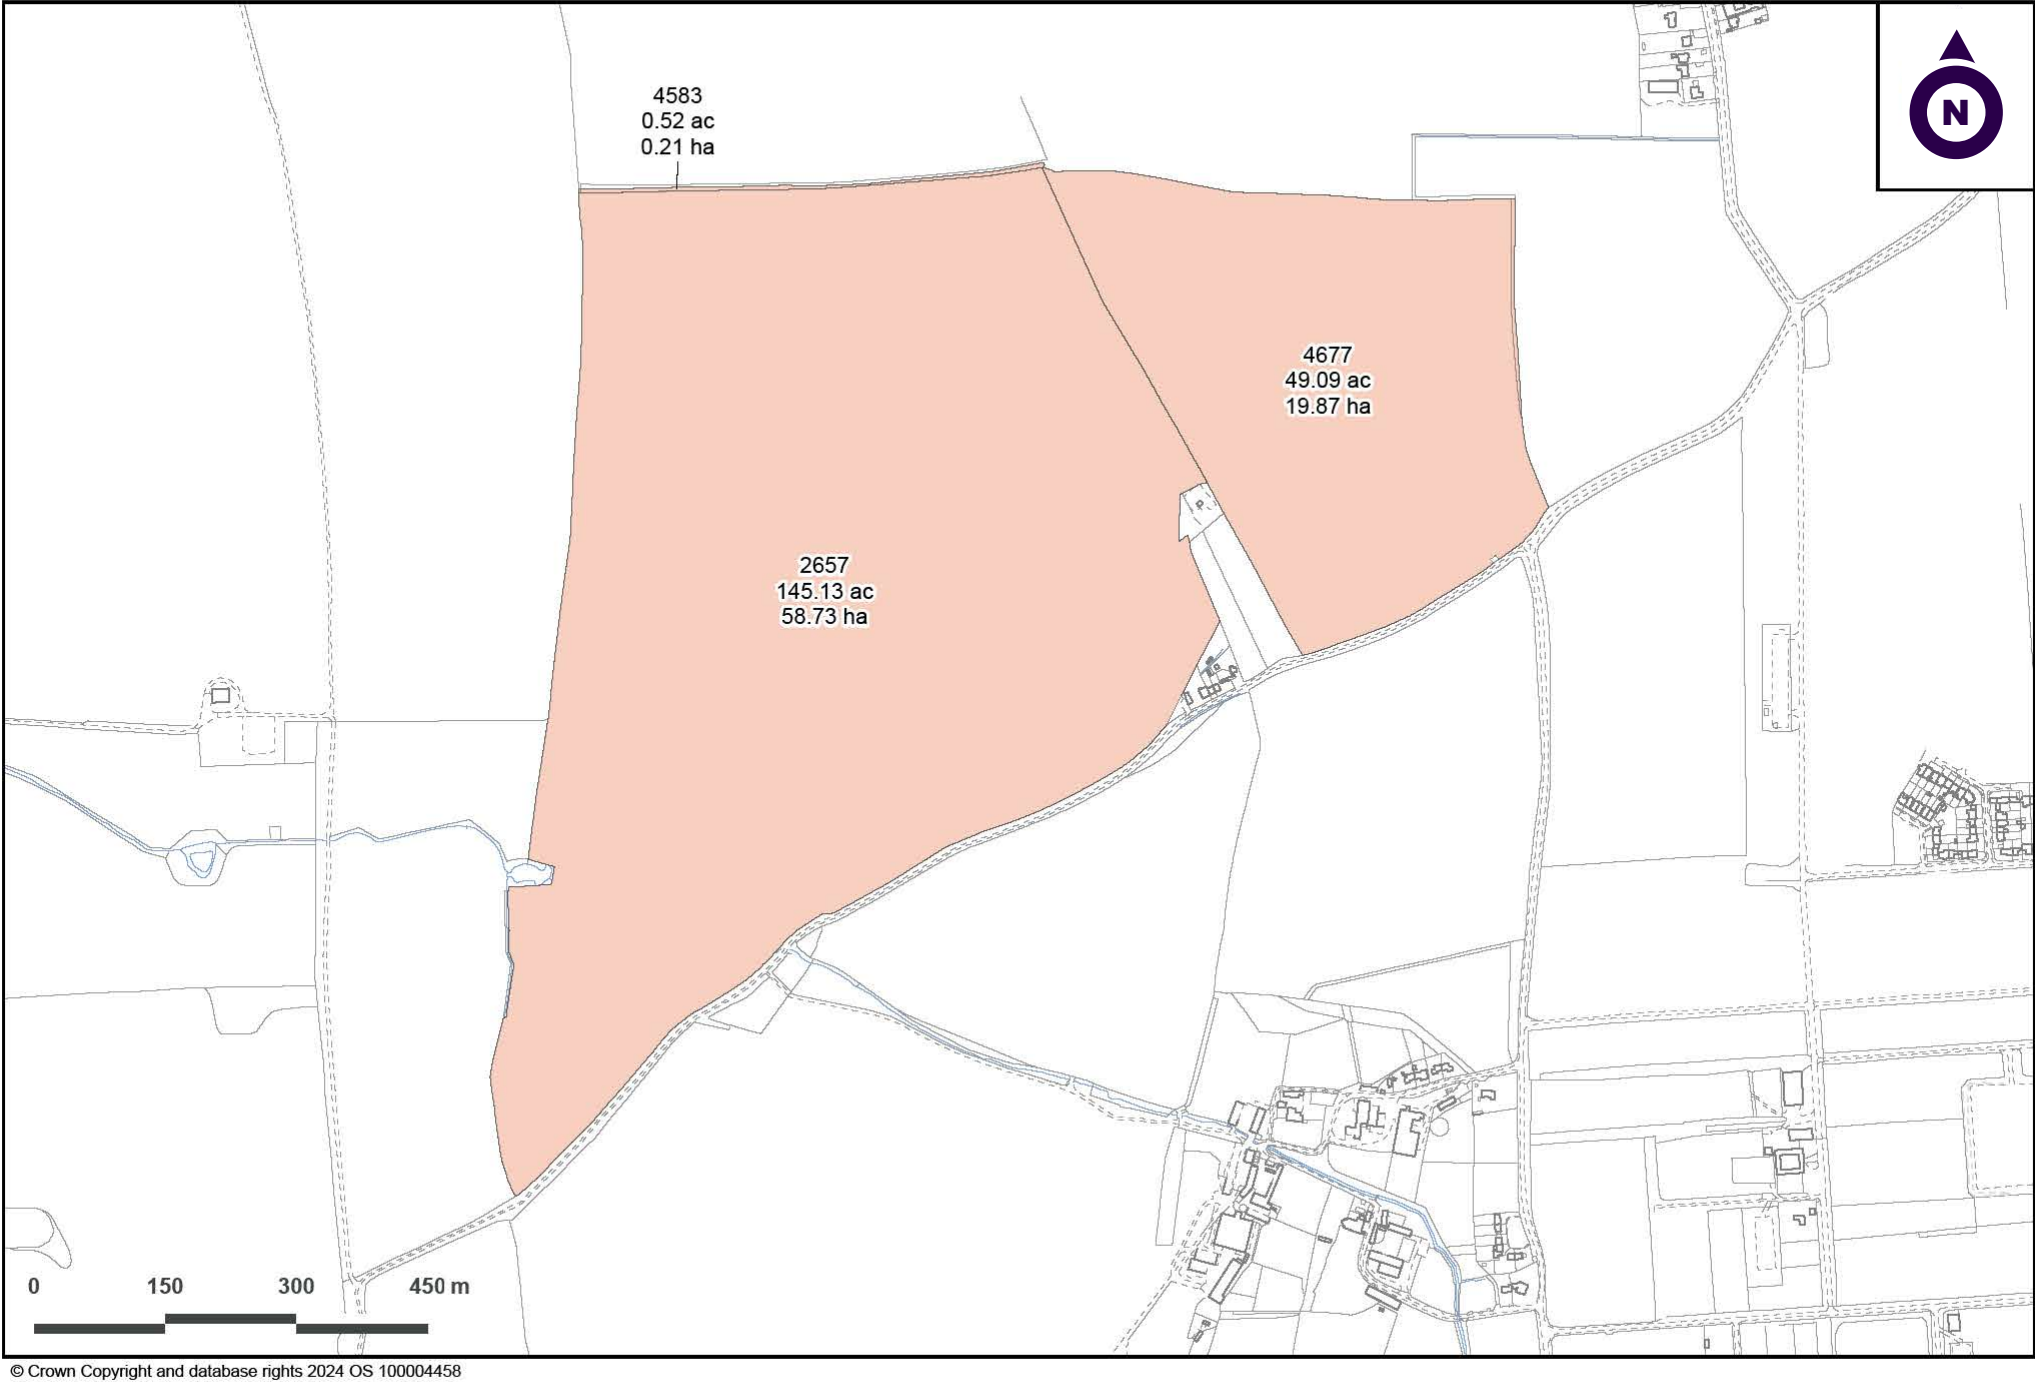 4583
0.52 ac
0.21 ha
N
4677
49.09 ac
19.87 ha
P
2657
145.13 ac
58.73 ha
0 150 300 450 m
© Crown Copyright and database rights 2024 OS 100004458